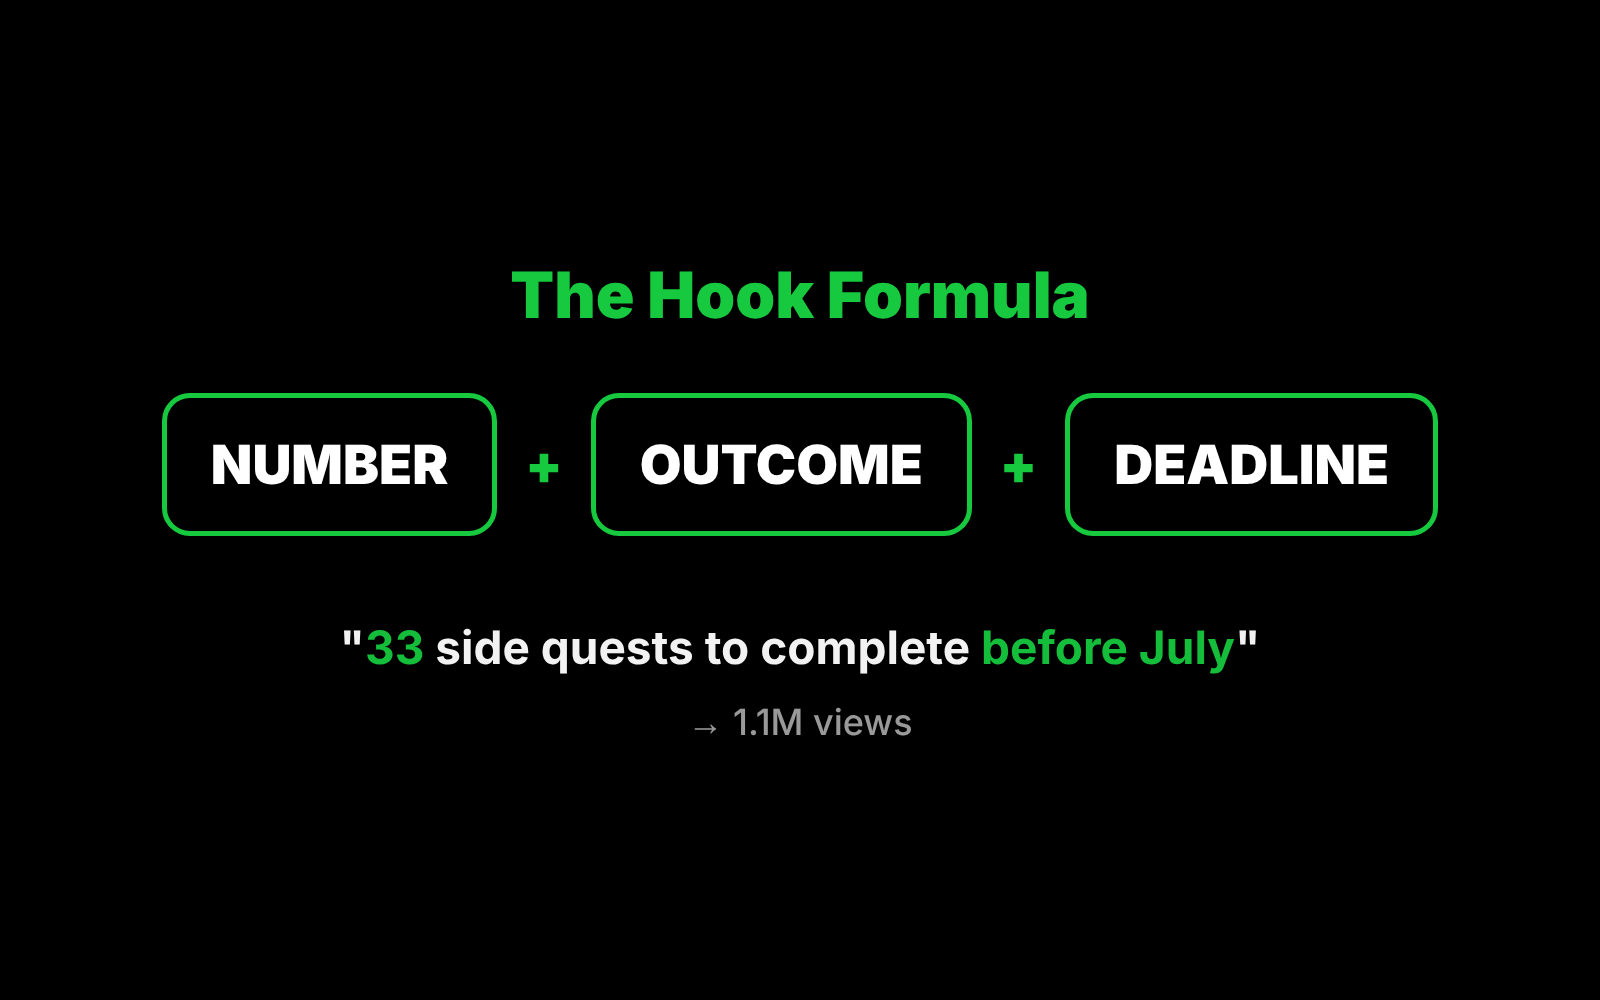 The Hook Formula
NUMBER + OUTCOME + DEADLINE
"33 side quests to complete before July"
→ 1.1M views